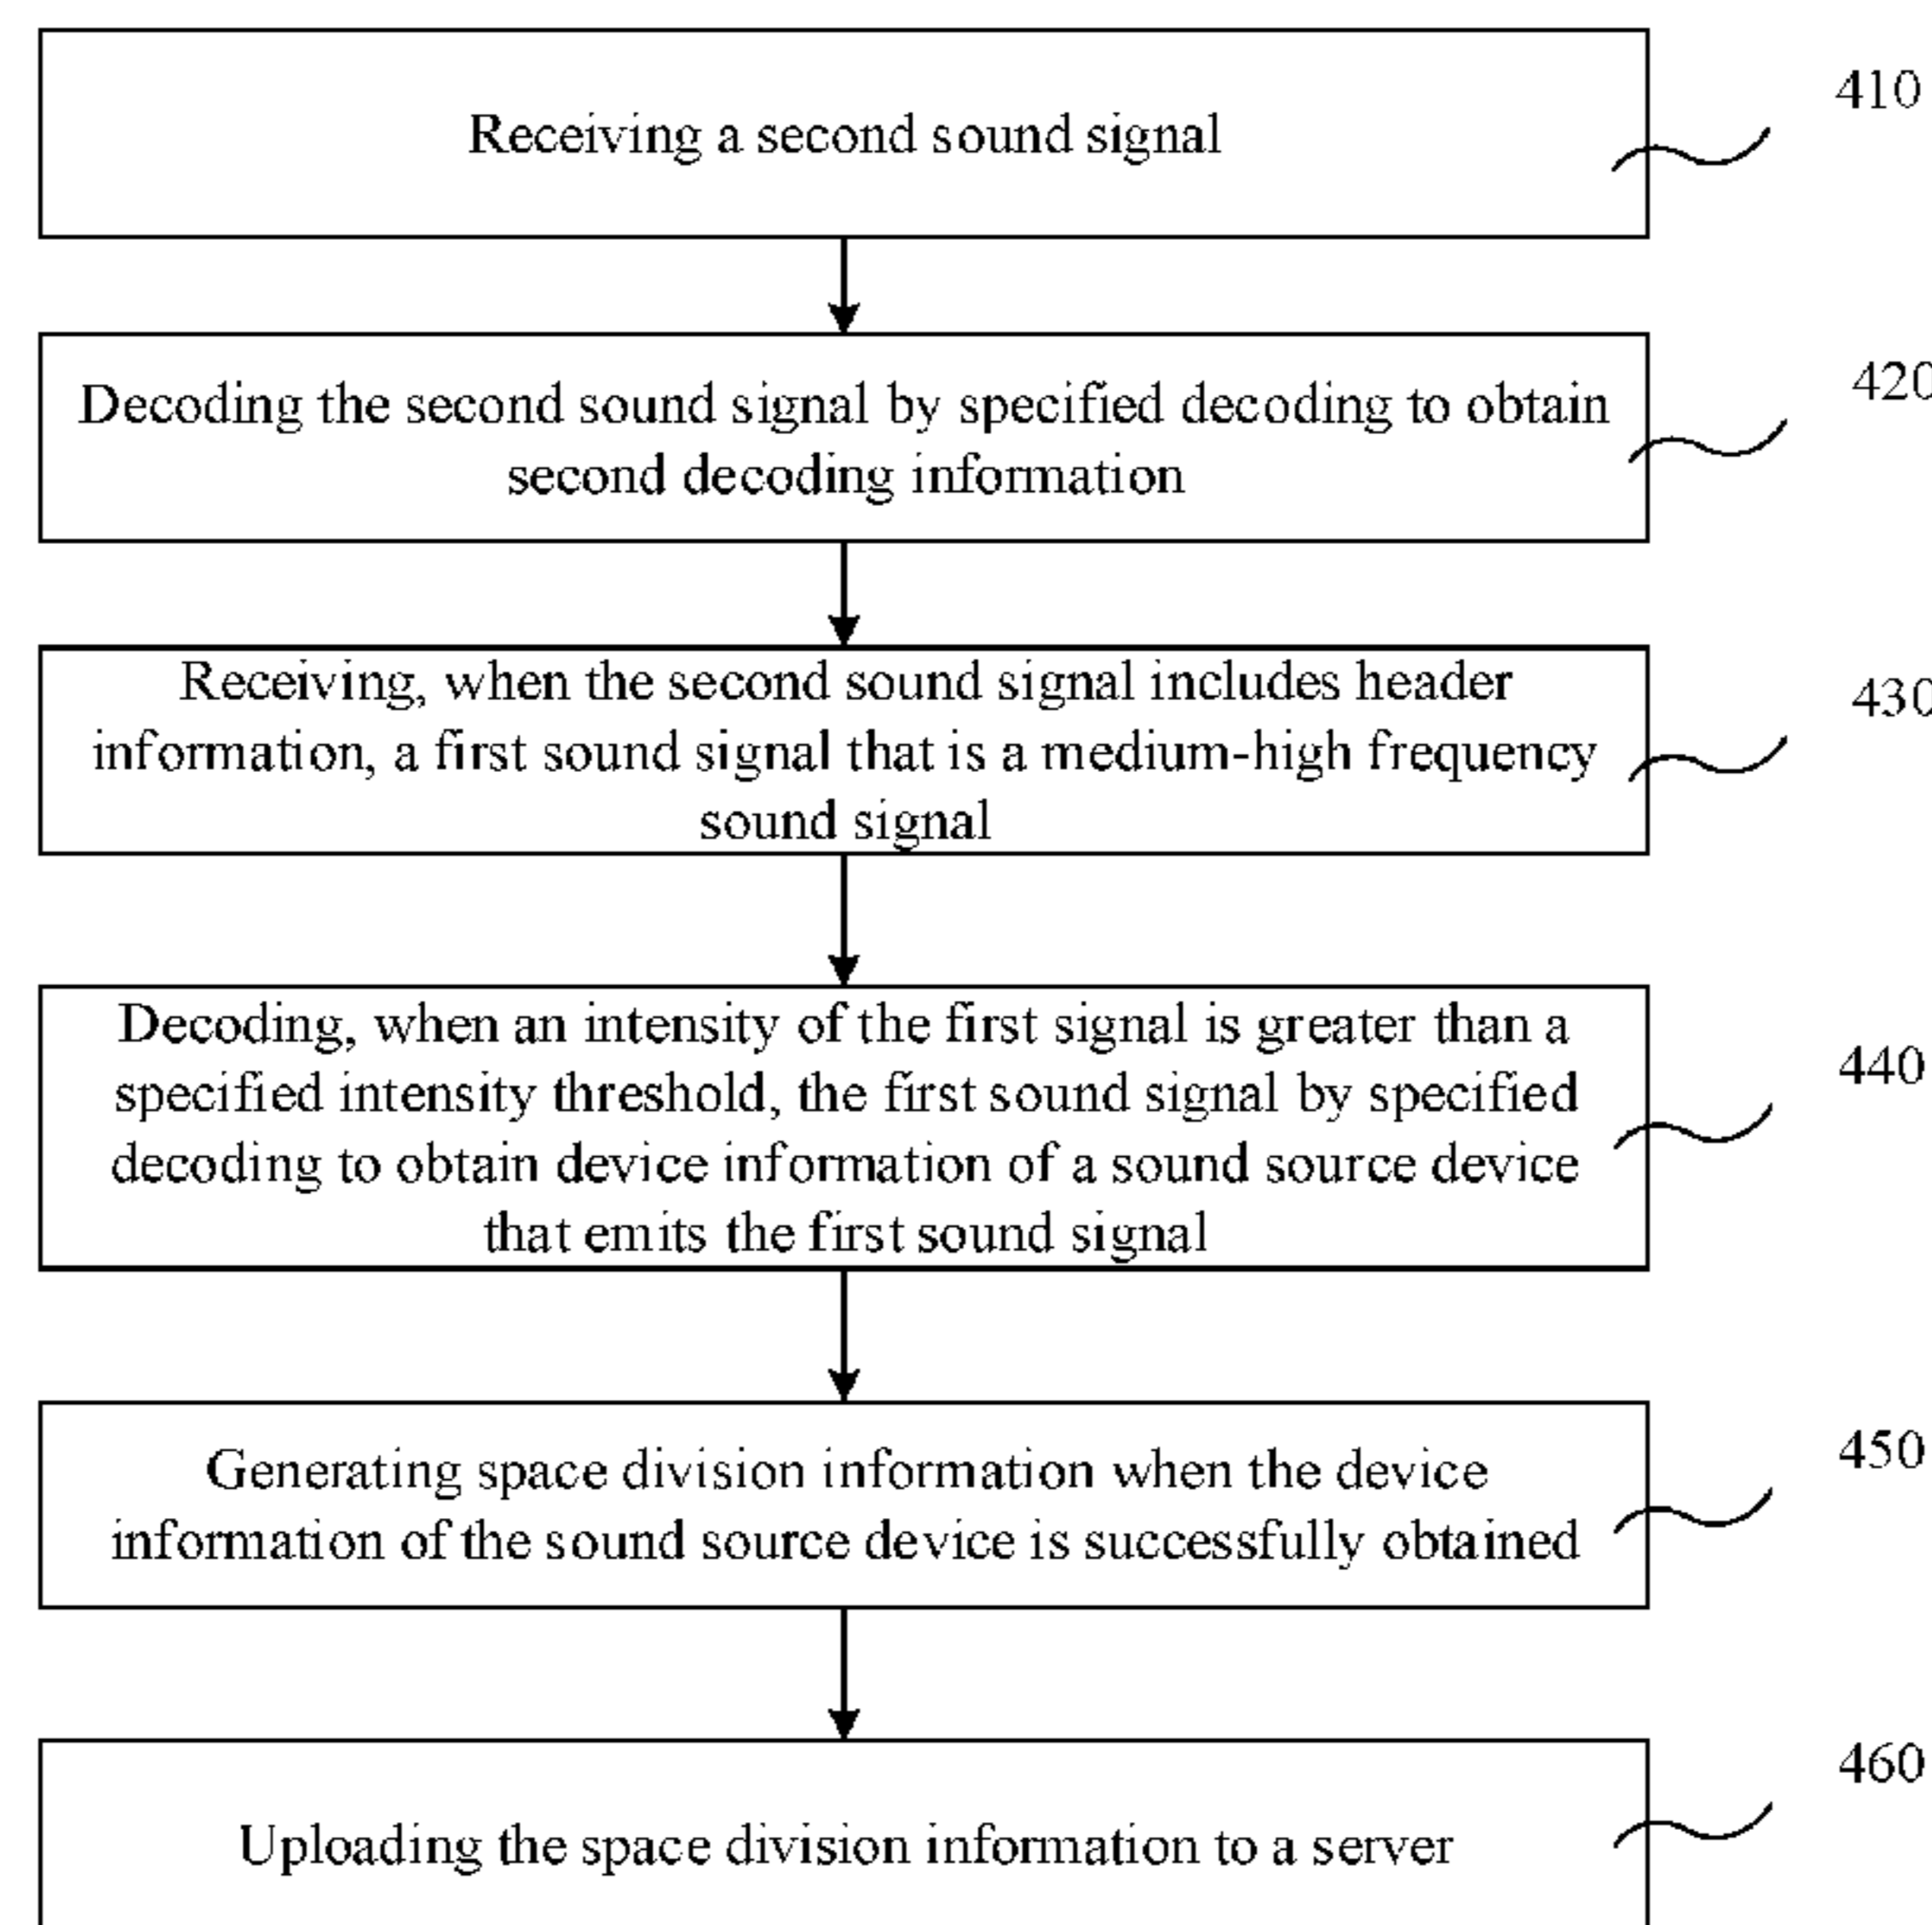 Receiving a second sound signal
410
Decoding the second sound signal by specified decoding to obtain
second decoding information
420
Receiving, when the second sound signal includes header
information, a first sound signal that is a medium-high frequency
sound signal
430
Decoding, when an intensity of the first signal is greater than a
specified intensity threshold, the first sound signal by specified
decoding to obtain device information of a sound source device
that emits the first sound signal
440
Generating space division information when the device
information of the sound source device is successfully obtained
450
Uploading the space division information to a server
460